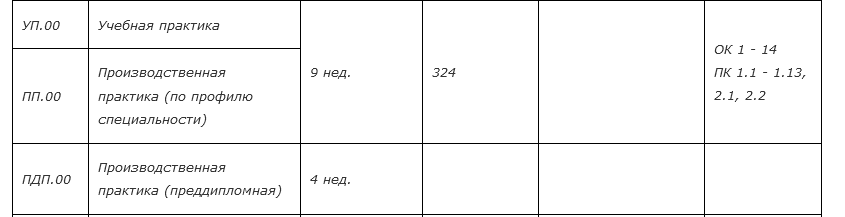 УП.00
Учебная практика
9 нед.
324
ОК 1 - 14
ПК 1.1 - 1.13,
2.1, 2.2
ПП.00
Производственная
практика (по профилю
специальности)
ПДП.00
Производственная
практика (преддипломная)
4 нед.